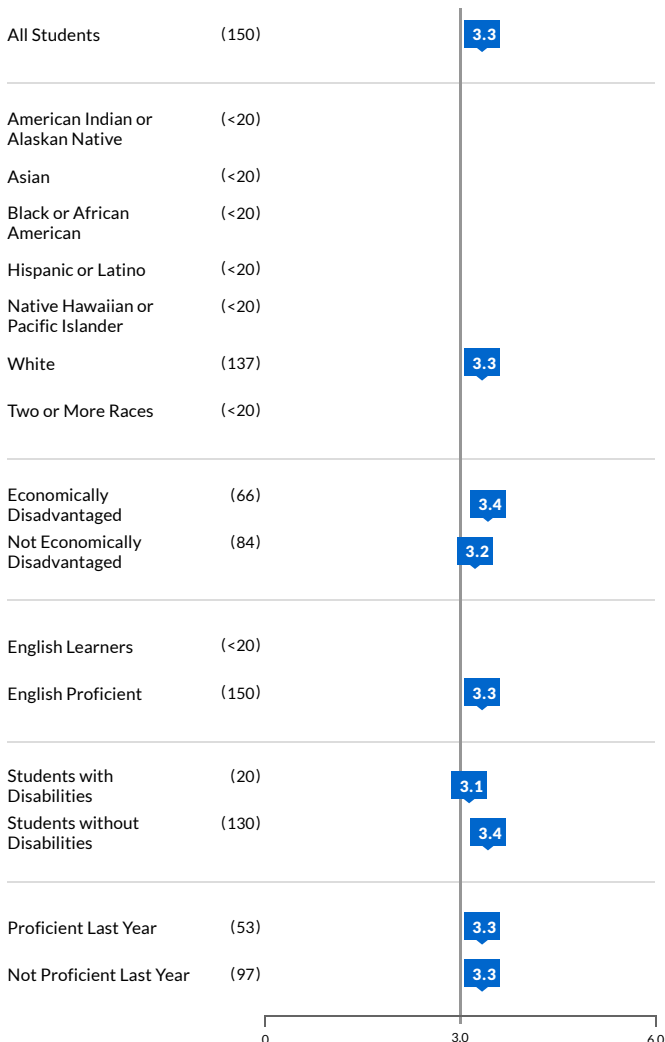 All Students (150) 3.3
American Indian or (<20)
Alaskan Native
Asian (<20)
Black or African (<20)
American
Hispanic or Latino (<20)
Native Hawaiian or (<20)
Pacific Islander
White (137) 3.3
Two or More Races (<20)
Economically (66) 3.4
Disadvantaged
Not Economically (84) 3.2
Disadvantaged
English Learners (<20)
English Proficient (150) 3.3
Students with (20) 3.1
Disabilities
Students without (130) 3.4
Disabilities
Proficient Last Year (53) 3.3
Not Proficient Last Year (97) 3.3
0 3.0 6.0